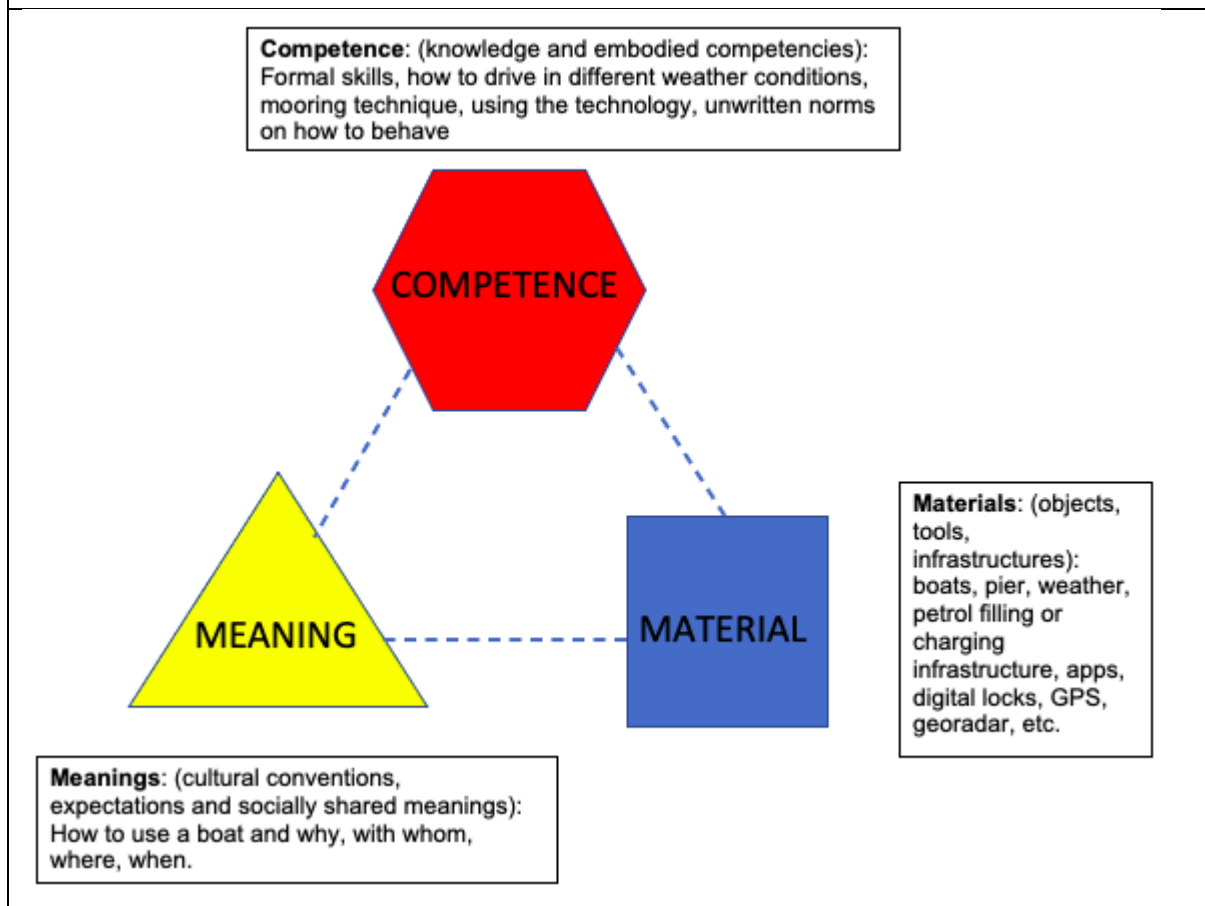 Competence: (knowledge and embodied competencies):
Formal skills, how to drive in different weather conditions,
mooring technique, using the technology, unwritten norms
on how to behave
COMPETENCE
MEANING
MATERIAL
Materials: (objects,
tools,
infrastructures):
boats, pier, weather,
petrol filling or
charging
infrastructure, apps,
digital locks, GPS,
georadar, etc.
Meanings: (cultural conventions,
expectations and socially shared meanings):
How to use a boat and why, with whom,
where, when.